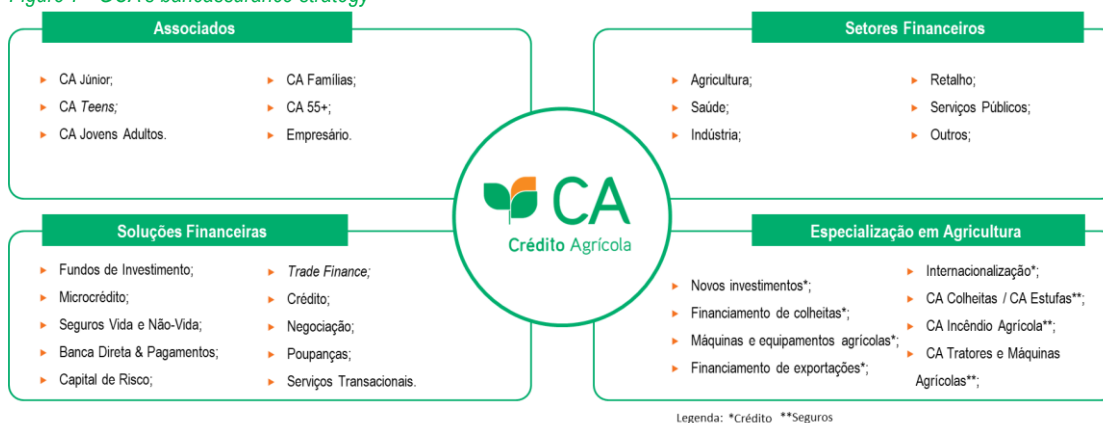 Associados
CA Júnior;
CA Teens;
CA Jovens Adultos.
CA Famílias;
CA 55+;
Empresário.
Setores Financeiros
Agricultura;
Saúde;
Indústria;
Retalho;
Serviços Públicos;
Outros;
CA
Crédito Agrícola
Soluções Financeiras
Fundos de Investimento;
Microcrédito;
Seguros Vida e Não-Vida;
Banca Direta & Pagamentos;
Capital de Risco;
Trade Finance;
Crédito;
Negociação;
Poupanças;
Serviços Transacionais.
Especialização em Agricultura
Novos investimentos*;
Financiamento de colheitas*;
Máquinas e equipamentos agrícolas*;
Financiamento de exportações*;
Internacionalização*;
CA Colheitas / CA Estufas**;
CA Incêndio Agrícola**;
CA Tratores e Máquinas
Agrícolas**;
Legenda: *Crédito **Seguros